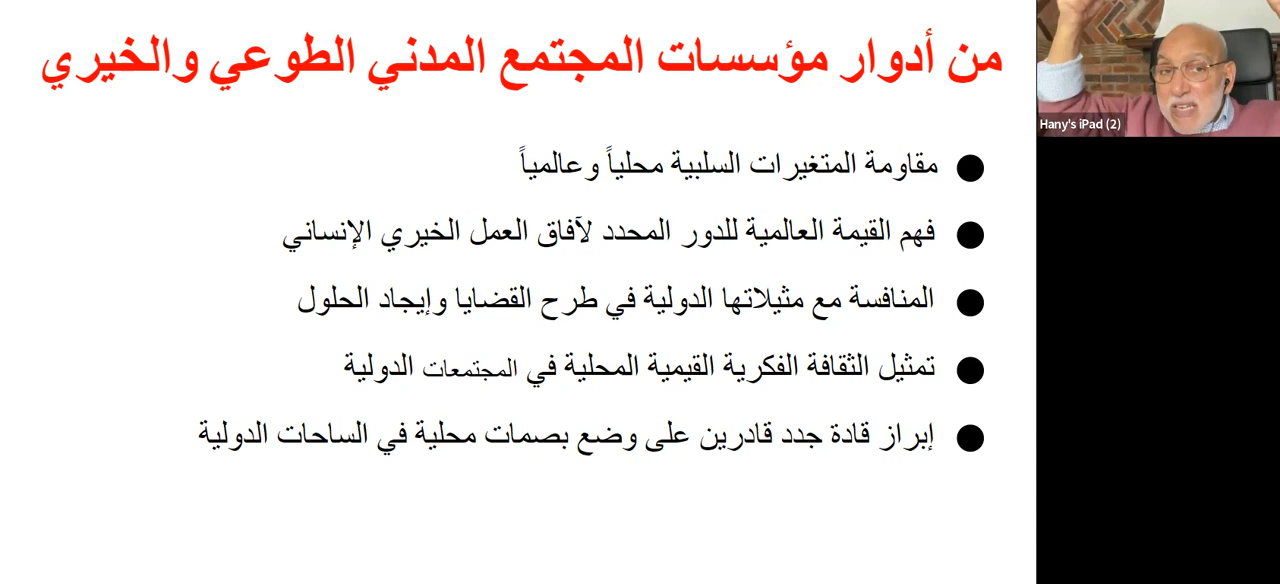 من أدوار مؤسسات المجتمع المدني الطوعي والخيري
● مقاومة المتغيرات السلبية محلياً وعالمياً
● فهم القيمة العالمية للدور المحدد لآفاق العمل الخيري الإنساني
● المنافسة مع مثيلاتها الدولية في طرح القضايا وإيجاد الحلول
● تمثيل الثقافة الفكرية القيمية المحلية في المجتمعات الدولية
● إبراز قادة جدد قادرين على وضع بصمات محلية في الساحات الدولية
Hany's iPad (2)